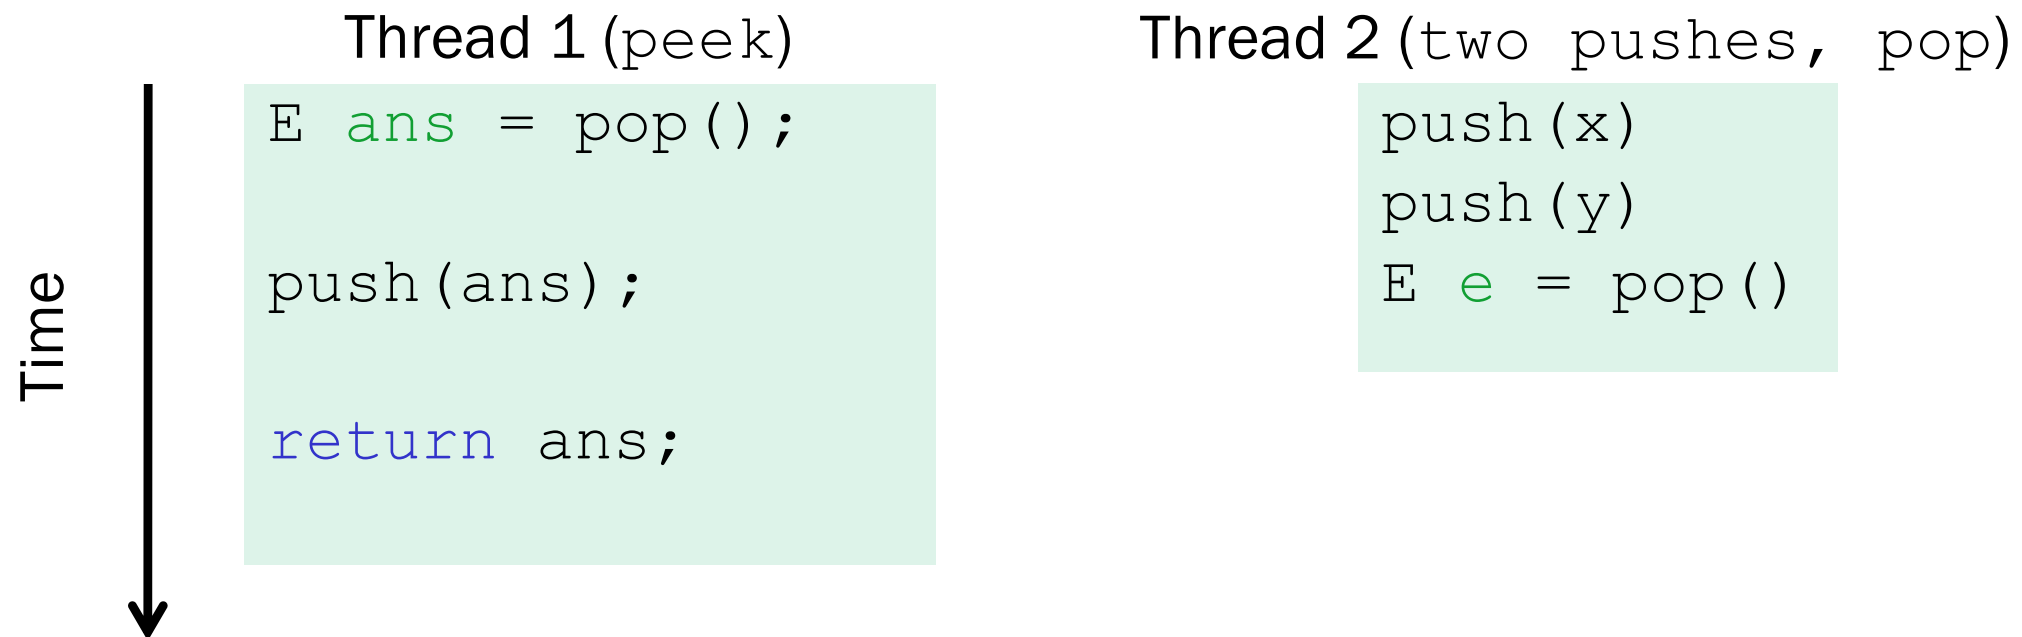 Thread 1 (peek)
E ans = pop();
push(ans);
return ans;
Thread 2 (two pushes, pop)
push(x)
push(y)
E e = pop()
Time